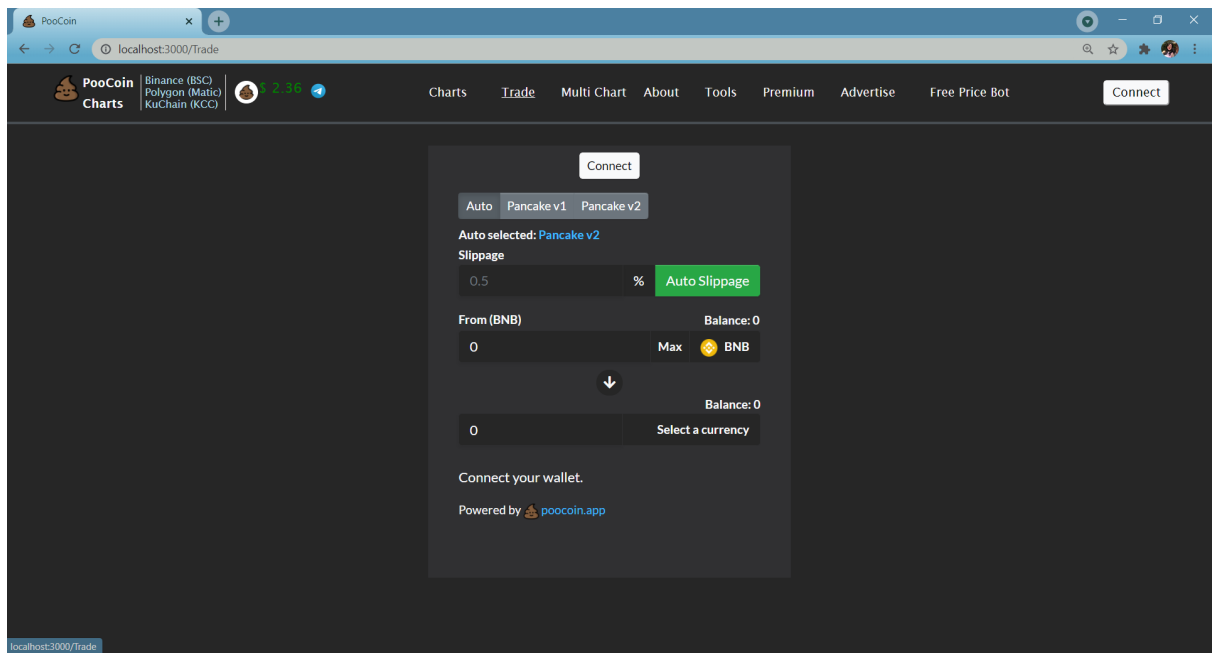 PooCoin
localhost:3000/Trade
PooCoin Charts
Binance (BSC)
Polygon (Matic)
KuChain (KCC)
$ 2.36
Charts Trade Multi Chart About Tools Premium Advertise Free Price Bot Connect
Connect
Auto Pancake v1 Pancake v2
Auto selected: Pancake v2
Slippage
0.5 % Auto Slippage
From (BNB) Balance: 0
0 Max BNB
Balance: 0
0 Select a currency
Connect your wallet.
Powered by poocoin.app
localhost:3000/Trade